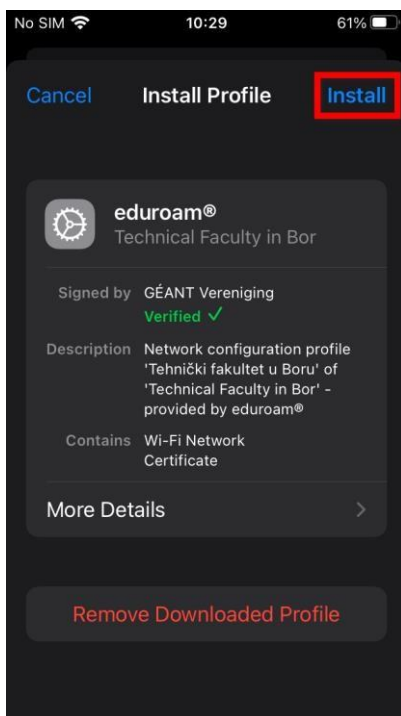 No SIM 10:29 61%
Cancel Install Profile Install
eduroam®
Technical Faculty in Bor
Signed by GÉANT Vereniging
Verified ✓
Description Network configuration profile
'Tehnički fakultet u Boru' of
'Technical Faculty in Bor' -
provided by eduroam®
Contains Wi-Fi Network
Certificate
More Details
Remove Downloaded Profile